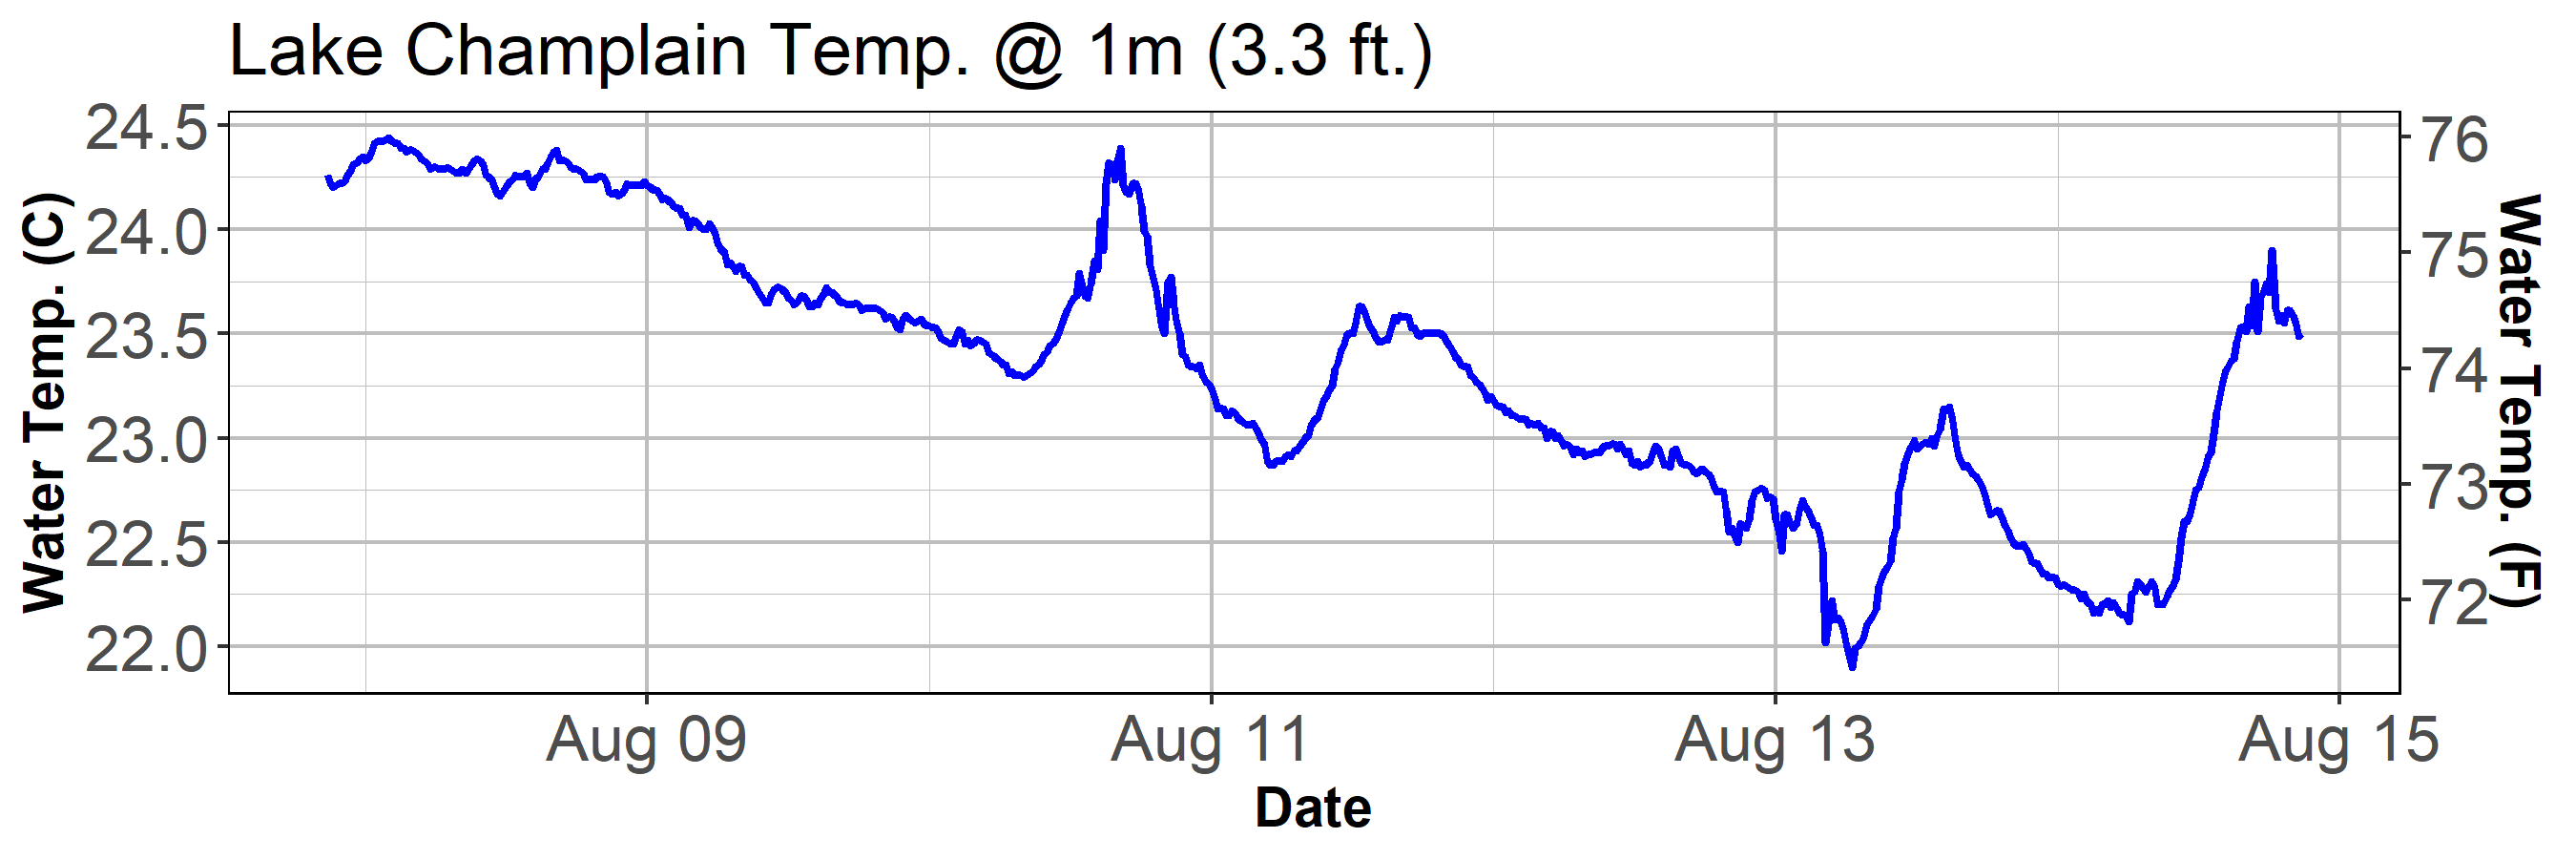 Lake Champlain Temp. @ 1m (3.3 ft.)
Water Temp. (C)
24.5
24.0
23.5
23.0
22.5
22.0
76
75
74
73
72
Water Temp. (F)
Aug 09
Aug 11
Aug 13
Aug 15
Date